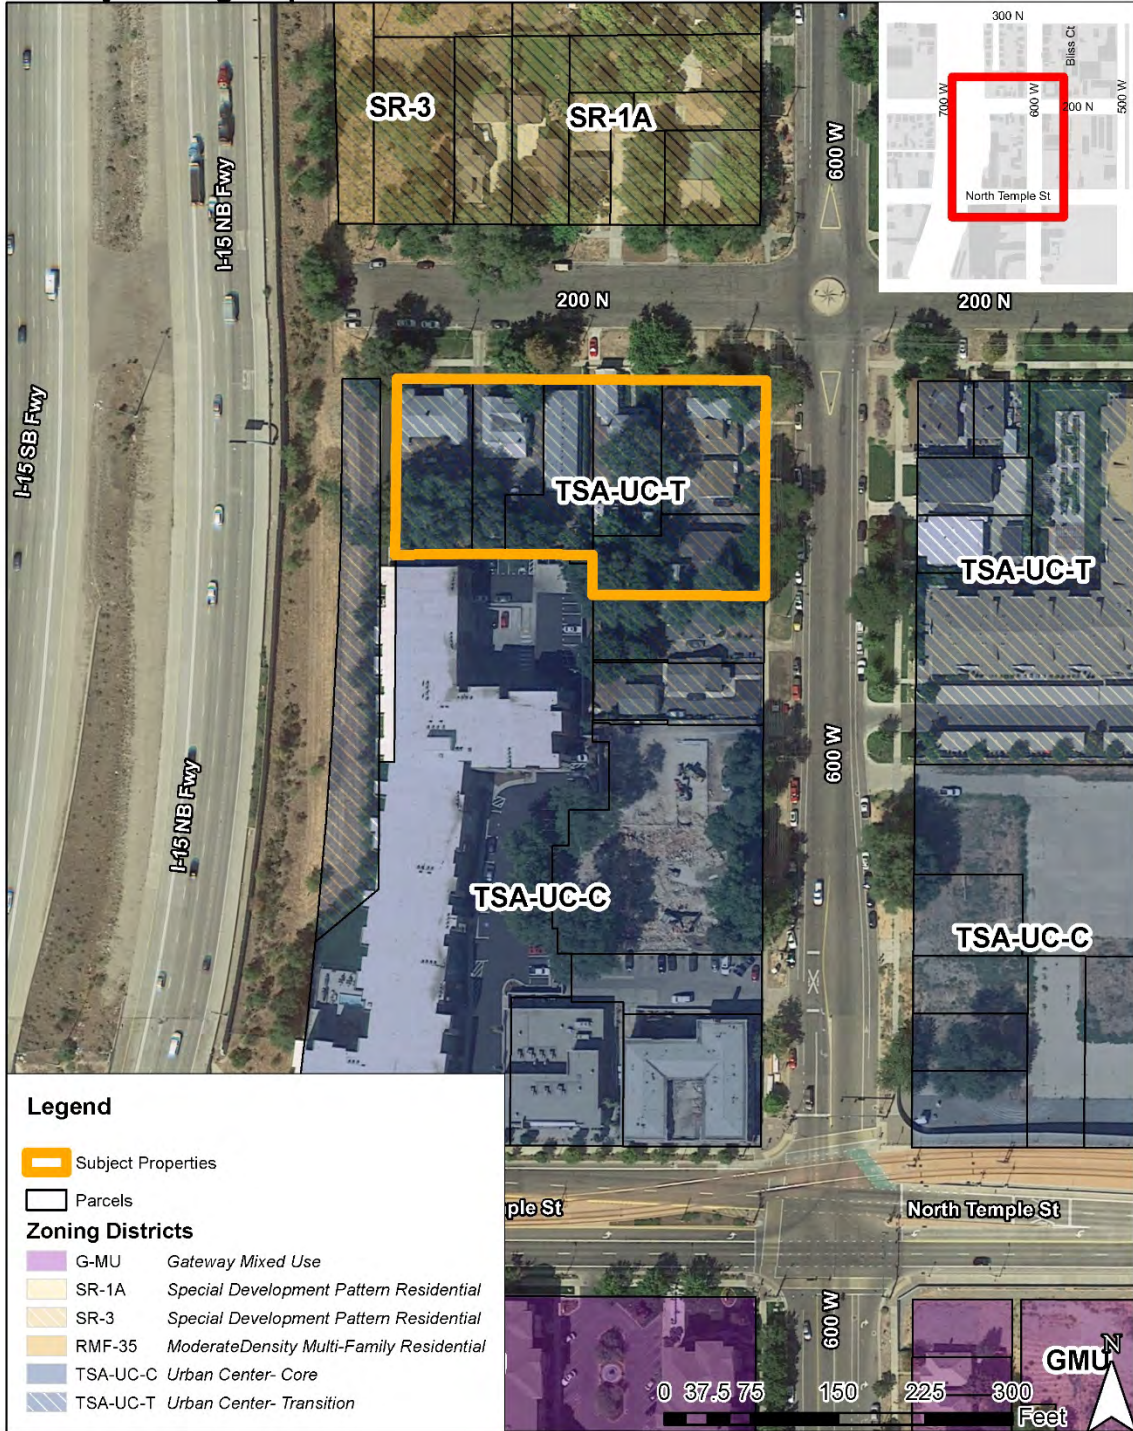 300 N
Bliss Ct
700 W
600 W
200 N
500 W
North Temple St
SR-3
SR-1A
600 W
I-15 NB Fwy
200 N
200 N
I-15 SB Fwy
TSA-UC-T
TSA-UC-T
600 W
I-15 NB Fwy
TSA-UC-C
TSA-UC-C
Legend
Subject Properties
Parcels
Zoning Districts
G-MU Gateway Mixed Use
SR-1A Special Development Pattern Residential
SR-3 Special Development Pattern Residential
RMF-35 ModerateDensity Multi-Family Residential
TSA-UC-C Urban Center- Core
TSA-UC-T Urban Center- Transition
ple St
North Temple St
600 W
GMU
N
0 37.5 75 150 225 300
Feet